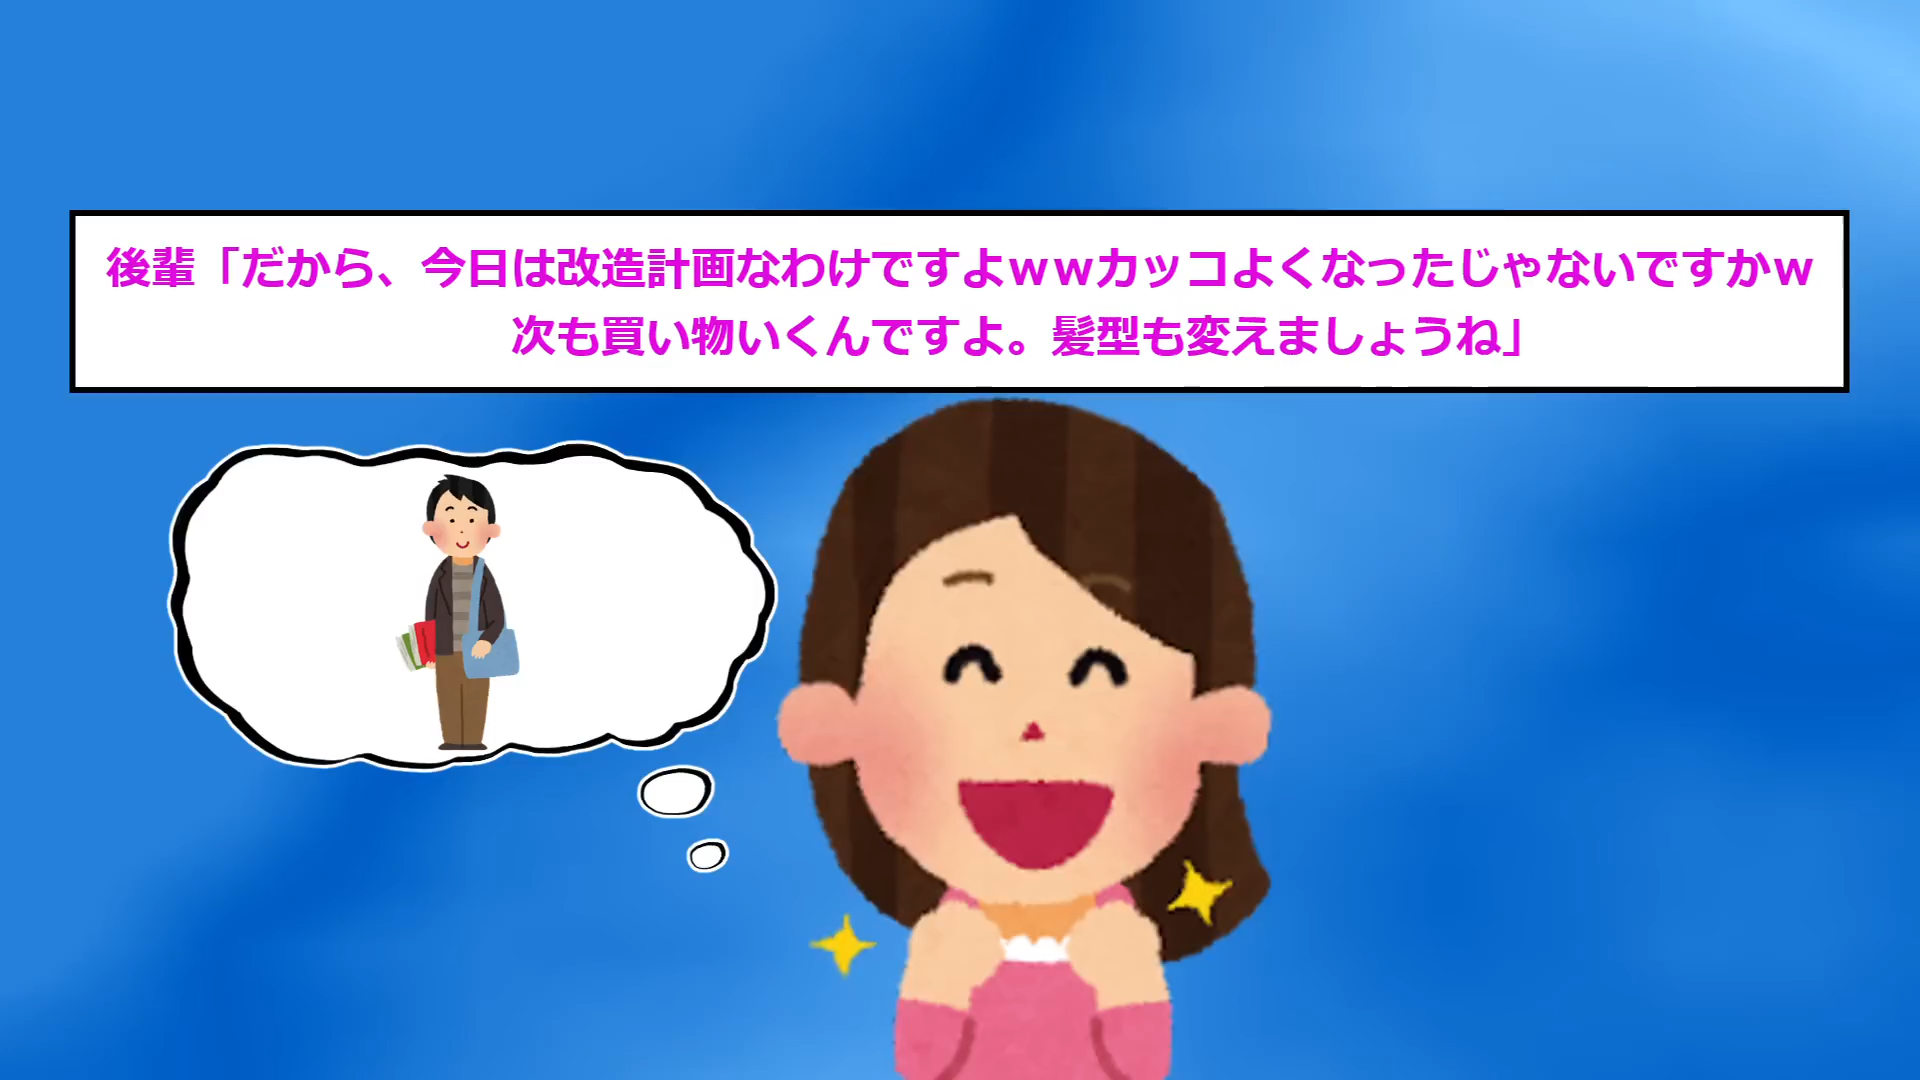 後輩「だから、今日は改造計画なわけですよｗｗカッコよくなったじゃないですかｗ
次も買い物いくんですよ。髪型も変えましょうね」